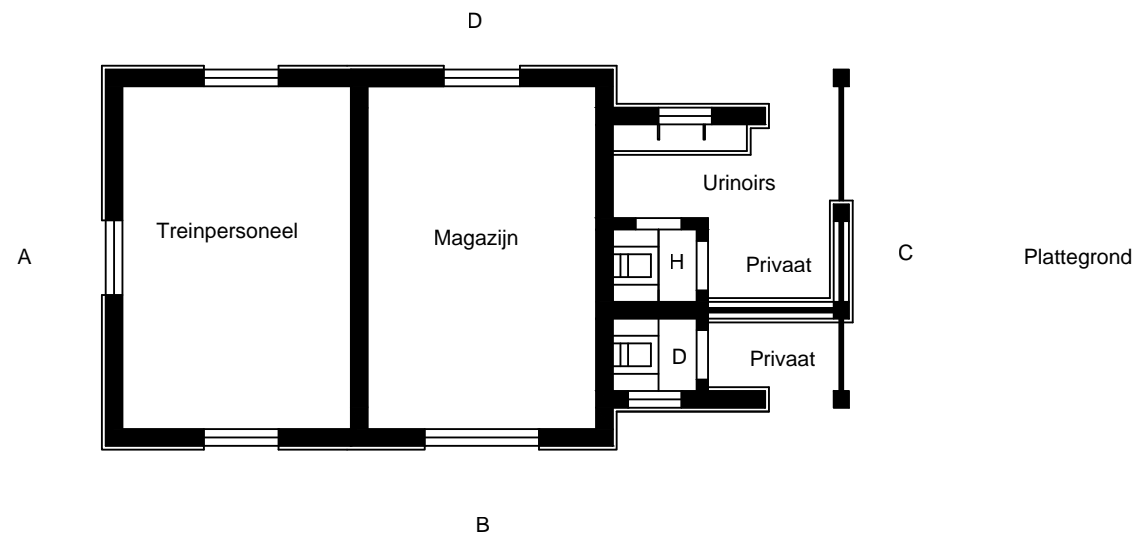 D
Urinoirs
Treinpersoneel
Magazijn
A
H
Privaat
C
Plattegrond
D
Privaat
B